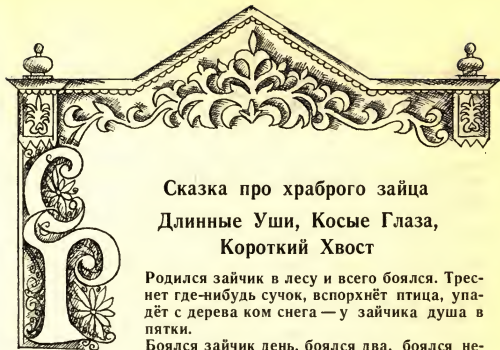 Сказка про храброго зайца
Длинные Уши, Косые Глаза,
Короткий Хвост
Родился зайчик в лесу и всего боялся. Трес-
нет где-нибудь сучок, вспорхнёт птица, упа-
дёт с дерева ком снега — у зайчика душа в
пятки.
Боялся зайчик день, боялся два, боялся не-